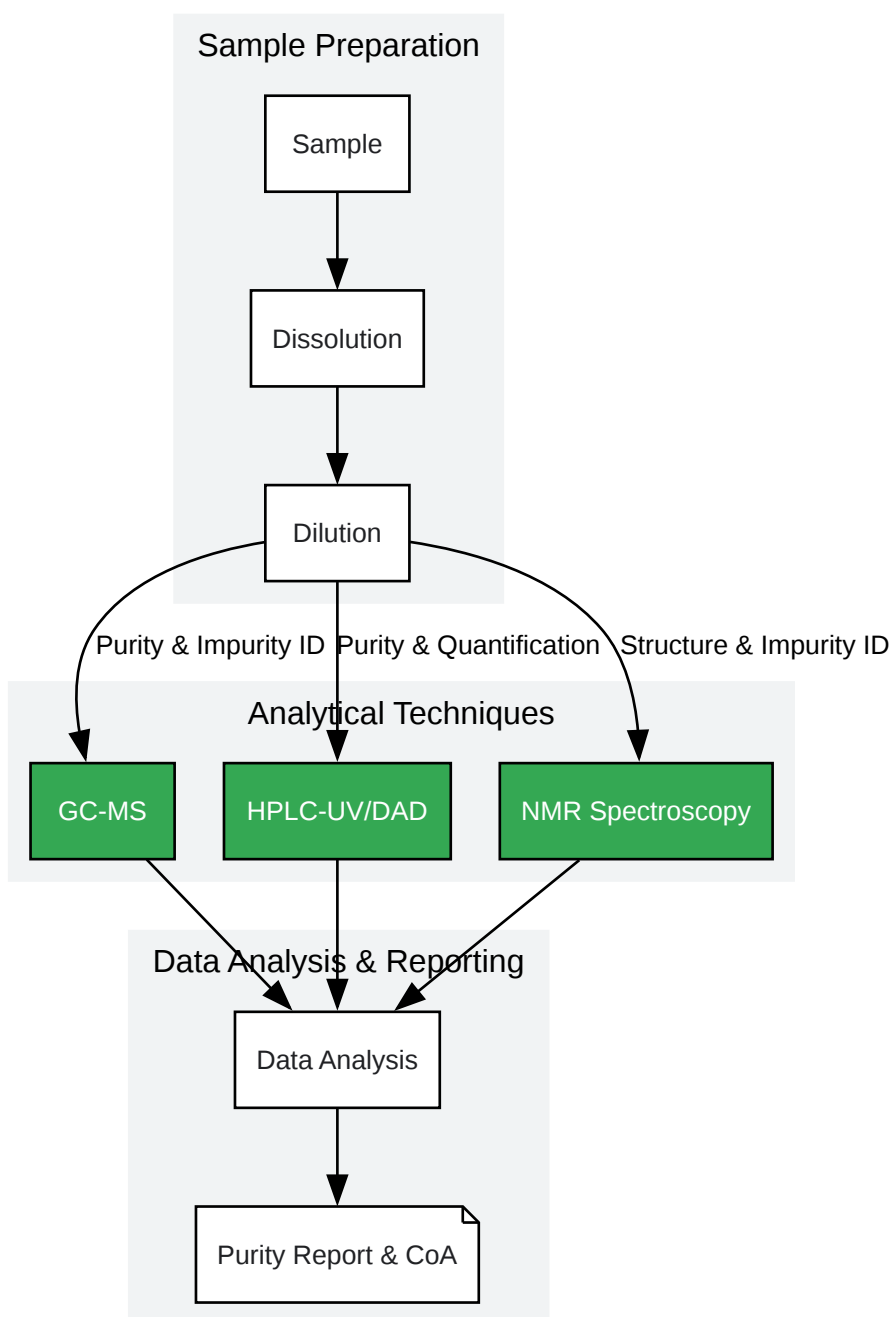 Sample Preparation
Sample
Dissolution
Dilution
Purity & Impurity ID
Purity & Quantification
Structure & Impurity ID
Analytical Techniques
GC-MS
HPLC-UV/DAD
NMR Spectroscopy
Data Analysis & Reporting
Data Analysis
Purity Report & CoA